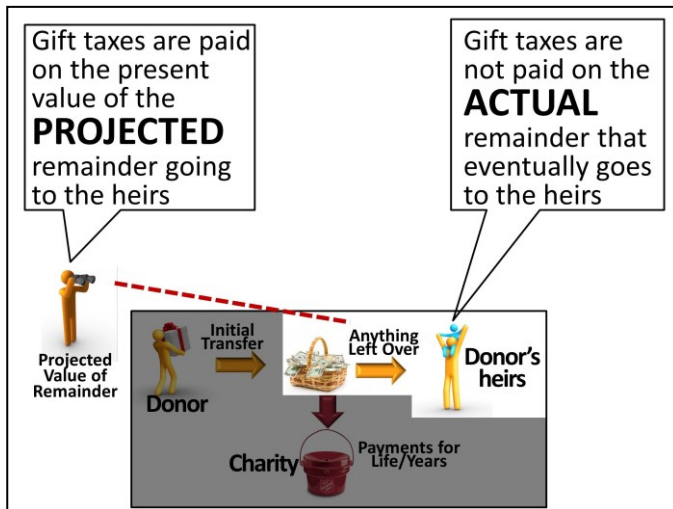 Gift taxes are paid
on the present
value of the
PROJECTED
remainder going
to the heirs
Gift taxes are
not paid on the
ACTUAL
remainder that
eventually goes
to the heirs
Projected
Value of
Remainder
Initial
Transfer
Donor
Anything
Left Over
Donor's
heirs
Charity
Payments for
Life/Years